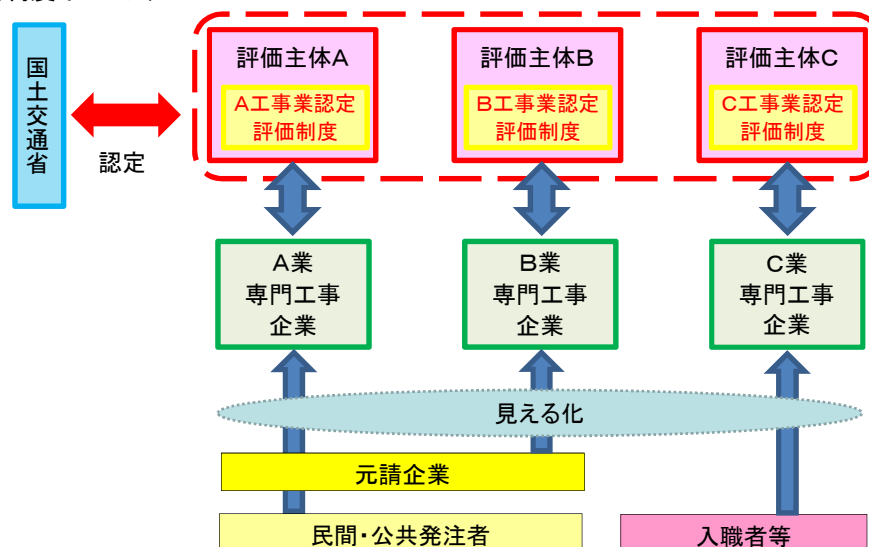 国土交通省
認定
評価主体A
A工事業認定
評価制度
評価主体B
B工事業認定
評価制度
評価主体C
C工事業認定
評価制度
A業
専門工事
企業
B業
専門工事
企業
C業
専門工事
企業
見える化
元請企業
民間・公共発注者
入職者等